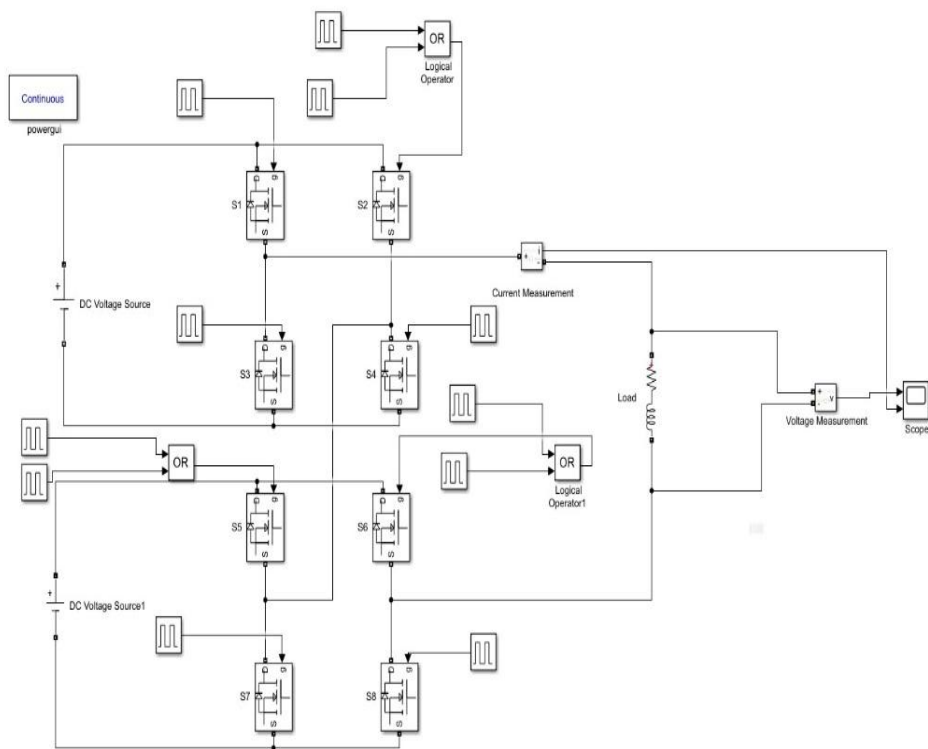 OR
Logical
Operator
Continuous
powergui
g
D
S1
S
g
D
S2
S
+
DC Voltage Source
+
i
-
Current Measurement
g
D
S3
S
g
D
S4
S
Load
+
-
v
Voltage Measurement
Scope
OR
OR
Logical
Operator1
g
D
S5
S
g
D
S6
S
+
DC Voltage Source1
g
D
S7
S
g
D
S8
S